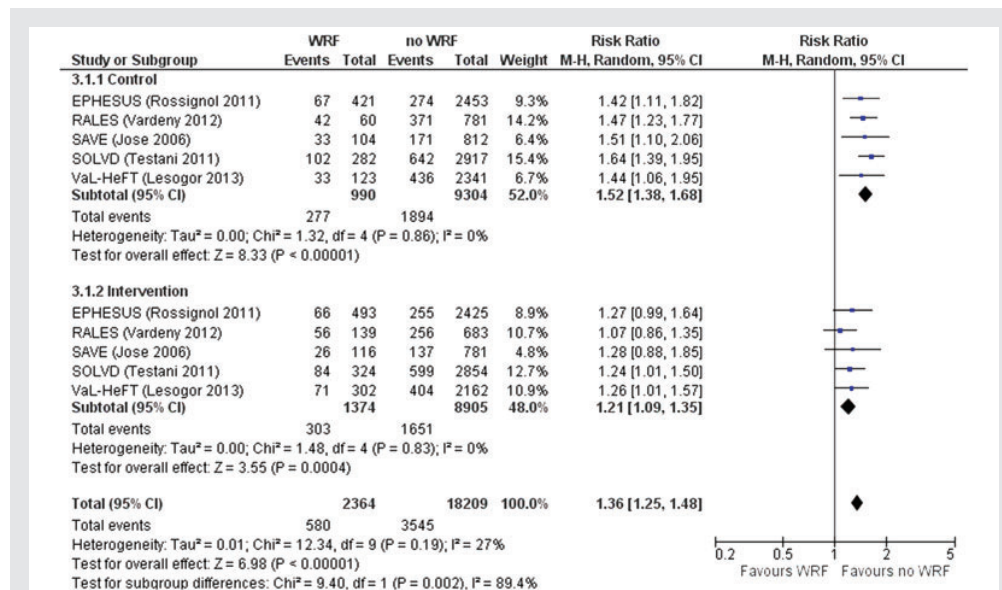 WRF no WRF Risk Ratio Risk Ratio
Study or Subgroup Events Total Events Total Weight M-H, Random, 95% CI M-H, Random, 95% CI
3.1.1 Control
EPHESUS (Rossignol 2011) 67 421 274 2453 9.3% 1.42 [1.11, 1.82]
RALES (Vardeny 2012) 42 60 371 781 14.2% 1.47 [1.23, 1.77]
SAVE (Jose 2006) 33 104 171 812 6.4% 1.51 [1.10, 2.06]
SOLVD (Testani 2011) 102 282 642 2917 15.4% 1.64 [1.39, 1.95]
VaL-HeFT (Lesogor 2013) 33 123 436 2341 6.7% 1.44 [1.06, 1.95]
Subtotal (95% CI) 990 9304 52.0% 1.52 [1.38, 1.68]
Total events 277 1894
Heterogeneity: Tau² = 0.00; Chi² = 1.32, df = 4 (P = 0.86); I² = 0%
Test for overall effect: Z = 8.33 (P < 0.00001)
3.1.2 Intervention
EPHESUS (Rossignol 2011) 66 493 255 2425 8.9% 1.27 [0.99, 1.64]
RALES (Vardeny 2012) 56 139 256 683 10.7% 1.07 [0.86, 1.35]
SAVE (Jose 2006) 26 116 137 781 4.8% 1.28 [0.88, 1.85]
SOLVD (Testani 2011) 84 324 599 2854 12.7% 1.24 [1.01, 1.50]
VaL-HeFT (Lesogor 2013) 71 302 404 2162 10.9% 1.26 [1.01, 1.57]
Subtotal (95% CI) 1374 8905 48.0% 1.21 [1.09, 1.35]
Total events 303 1651
Heterogeneity: Tau² = 0.00; Chi² = 1.48, df = 4 (P = 0.83); I² = 0%
Test for overall effect: Z = 3.55 (P = 0.0004)
Total (95% CI) 2364 18209 100.0% 1.36 [1.25, 1.48]
Total events 580 3545
Heterogeneity: Tau² = 0.01; Chi² = 12.34, df = 9 (P = 0.19); I² = 27%
Test for overall effect: Z = 6.98 (P < 0.00001)
Test for subgroup differences: Chi² = 9.40, df = 1 (P = 0.002), I² = 89.4%
0.2 0.5 1 2 5
Favours WRF Favours no WRF